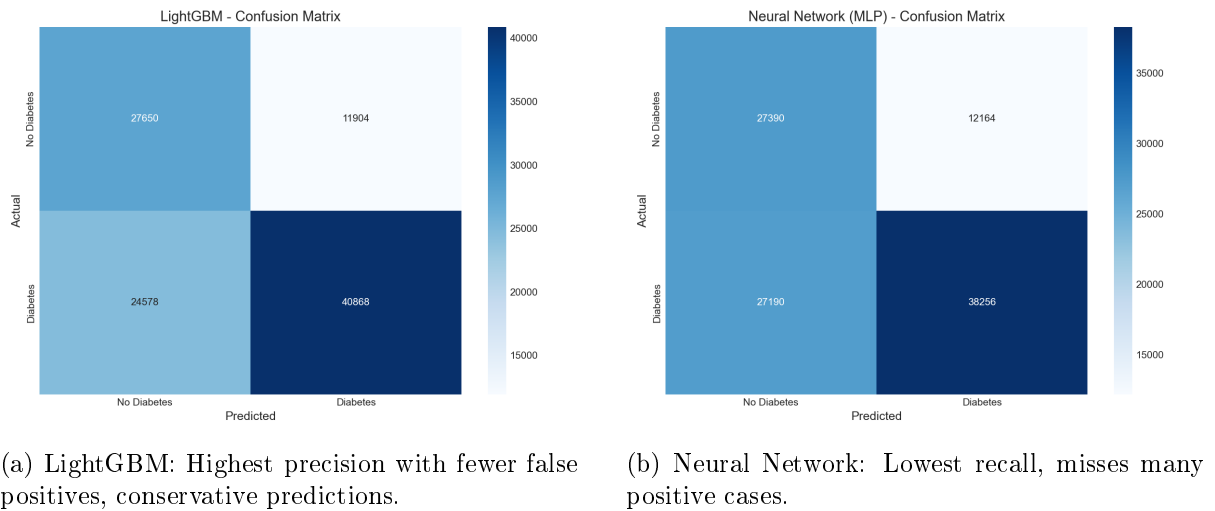 LightGBM - Confusion Matrix
No Diabetes
Diabetes
Actual
27650
11904
24578
40868
No Diabetes
Diabetes
Predicted
40000
35000
30000
25000
20000
15000
(a) LightGBM: Highest precision with fewer false
positives, conservative predictions.
Neural Network (MLP) - Confusion Matrix
No Diabetes
Diabetes
Actual
27390
12164
27190
38256
No Diabetes
Diabetes
Predicted
35000
30000
25000
20000
15000
(b) Neural Network: Lowest recall, misses many
positive cases.